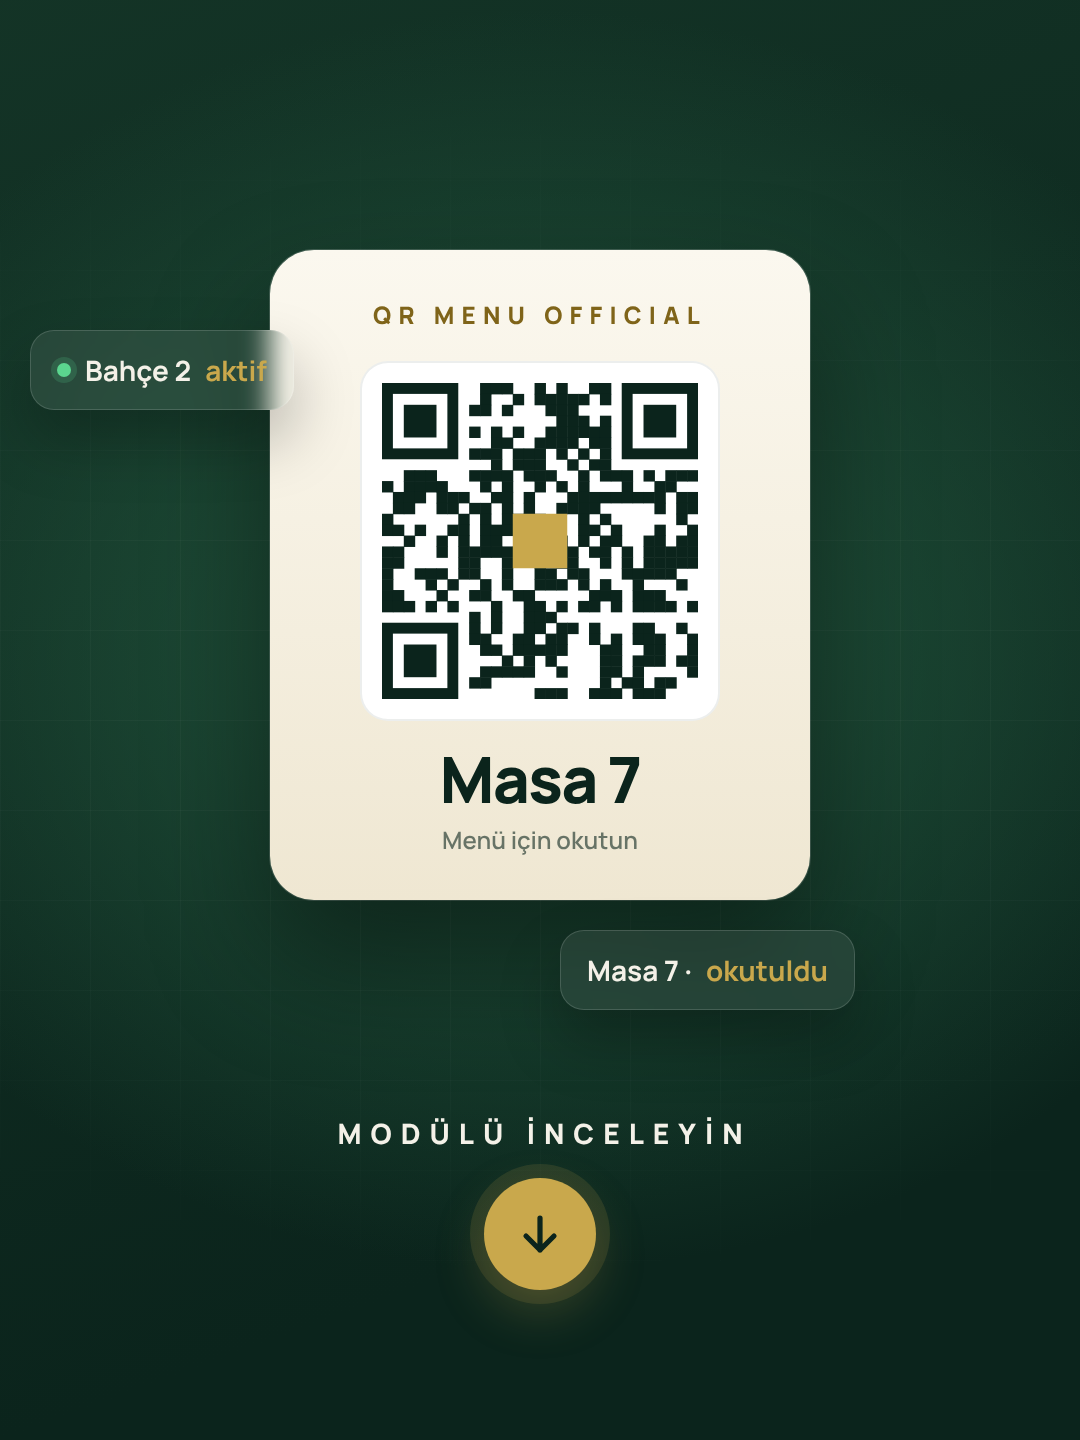 QR MENU OFFICIAL
Bahçe 2 aktif
Masa 7
Menü için okutun
Masa 7 · okutuldu
MODÜLÜ İNCELEYİN